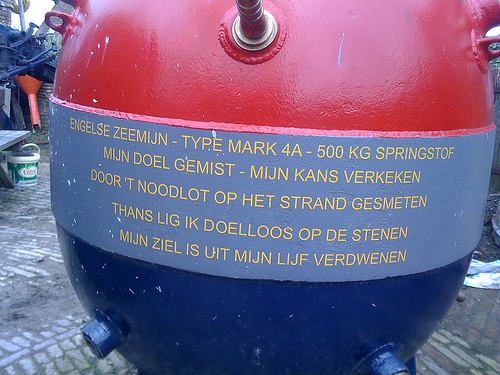 ENGELSE ZEEMIJN - TYPE MARK 4A - 500 KG SPRINGSTOF
MIJN DOEL GEMIST - MIJN KANS VERKEKEN
DOOR 'T NOODLOT OP HET STRAND GESMETEN
THANS LIG IK DOELLOOS OP DE STENEN
MIJN ZIEL IS UIT MIJN LIJF VERDWENEN